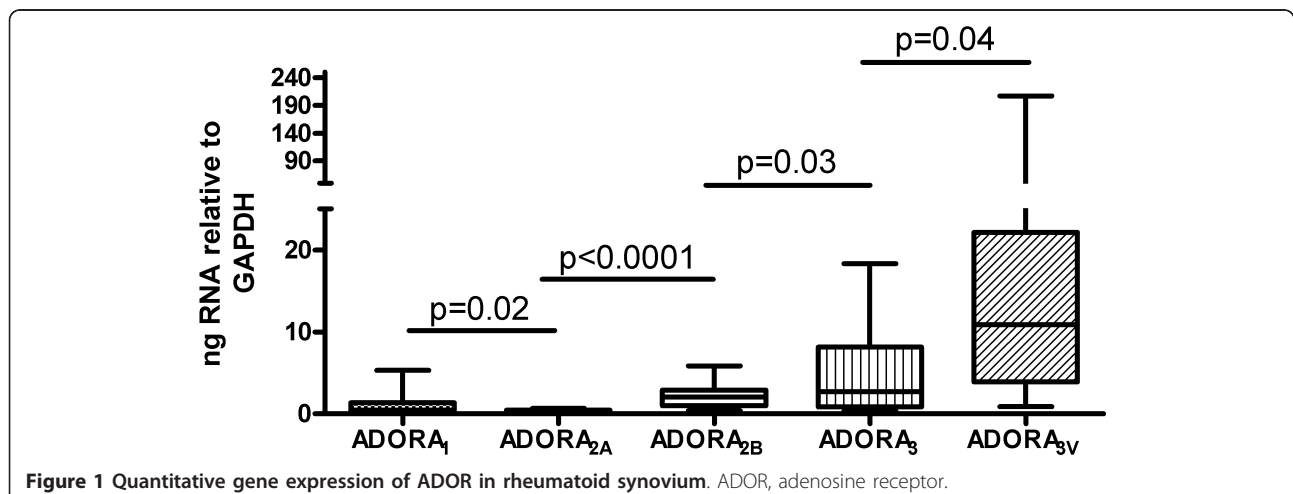 p=0.04
240
190
140
90
p=0.03
ng RNA relative to
GAPDH
20
p<0.0001
p=0.02
10
0
ADORA1 ADORA2A ADORA2B ADORA3 ADORA3V
Figure 1 Quantitative gene expression of ADOR in rheumatoid synovium. ADOR, adenosine receptor.